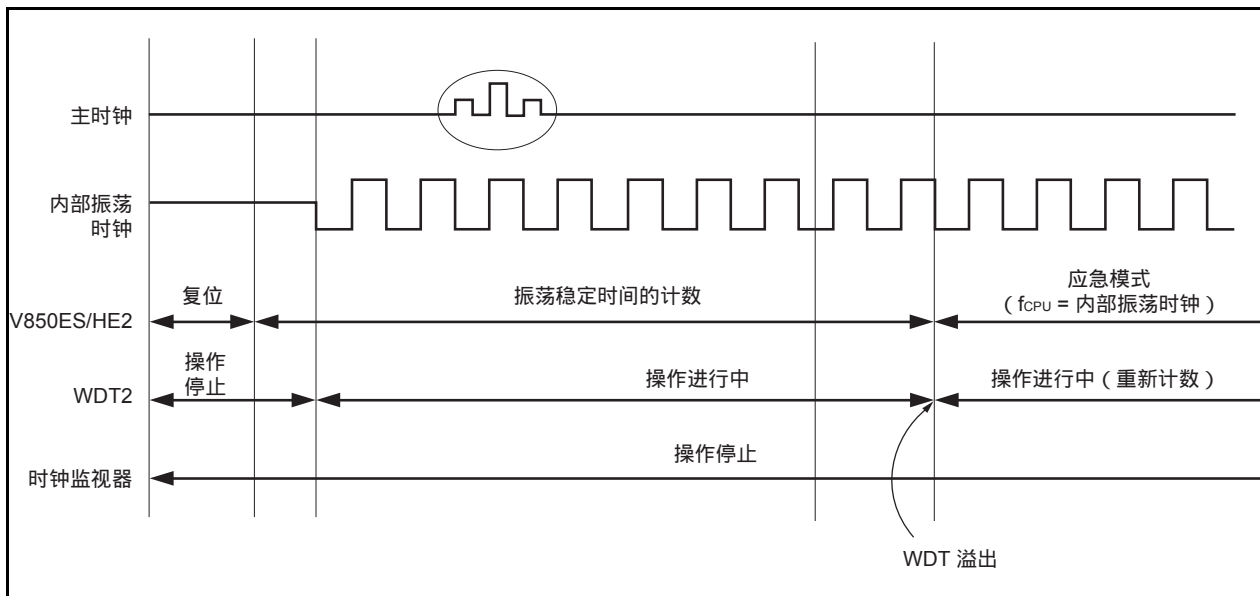 主时钟
内部振荡
时钟
复位
振荡稳定时间的计数
应急模式
（fCPU = 内部振荡时钟）
V850ES/HE2
操作
停止
操作进行中
操作进行中（重新计数）
WDT2
操作停止
时钟监视器
WDT 溢出